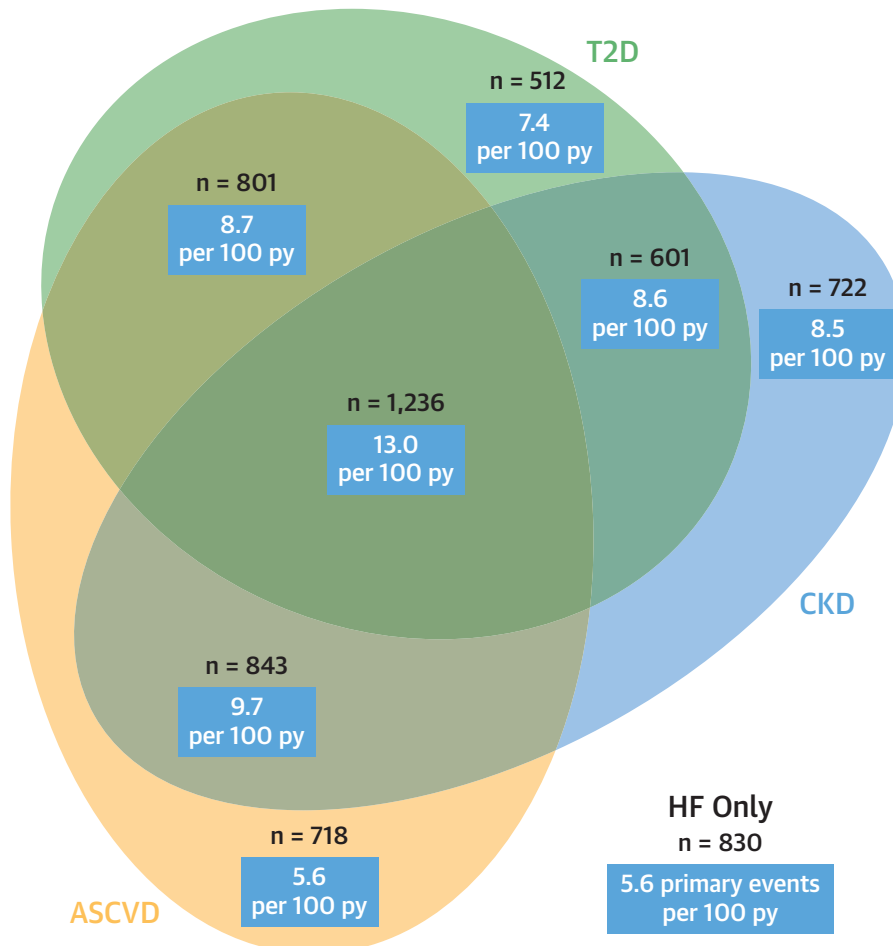 T2D
n = 512
7.4
per 100 py
n = 801
8.7
per 100 py
n = 601
8.6
per 100 py
n = 722
8.5
per 100 py
n = 1,236
13.0
per 100 py
CKD
n = 843
9.7
per 100 py
HF Only
n = 830
5.6 primary events
per 100 py
n = 718
5.6
per 100 py
ASCVD